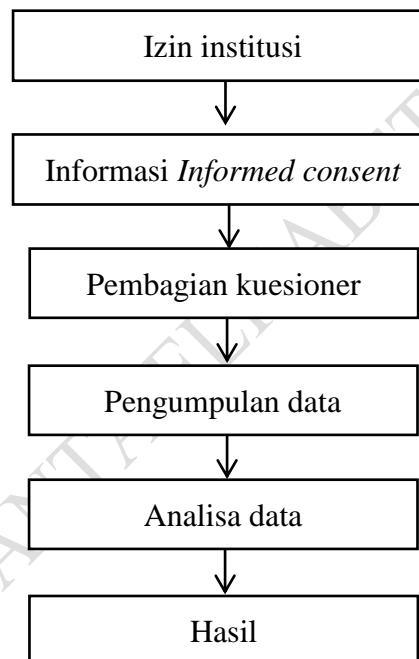 Izin institusi
Informasi Informed consent
Pembagian kuesioner
Pengumpulan data
Analisa data
Hasil